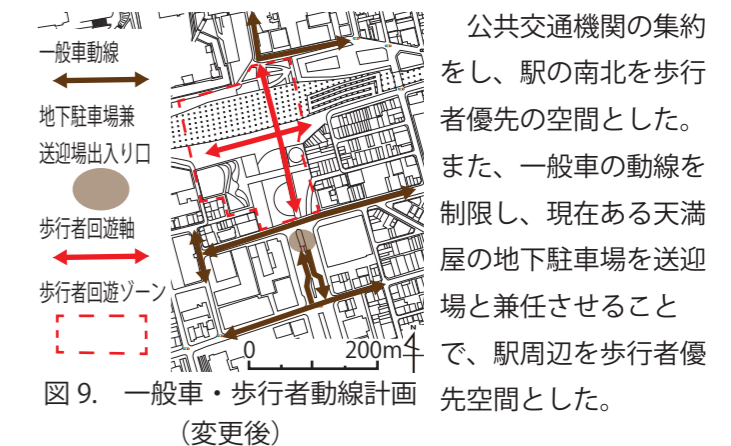 一般車動線
地下駐車場兼
送迎場出入り口
歩行者回遊軸
歩行者回遊ゾーン
0
200m
N
図 9.　一般車・歩行者動線計画
（変更後）
　公共交通機関の集約
をし、駅の南北を歩行
者優先の空間とした。
また、一般車の動線を
制限し、現在ある天満
屋の地下駐車場を送迎
場と兼任させること
で、駅周辺を歩行者優
先空間とした。